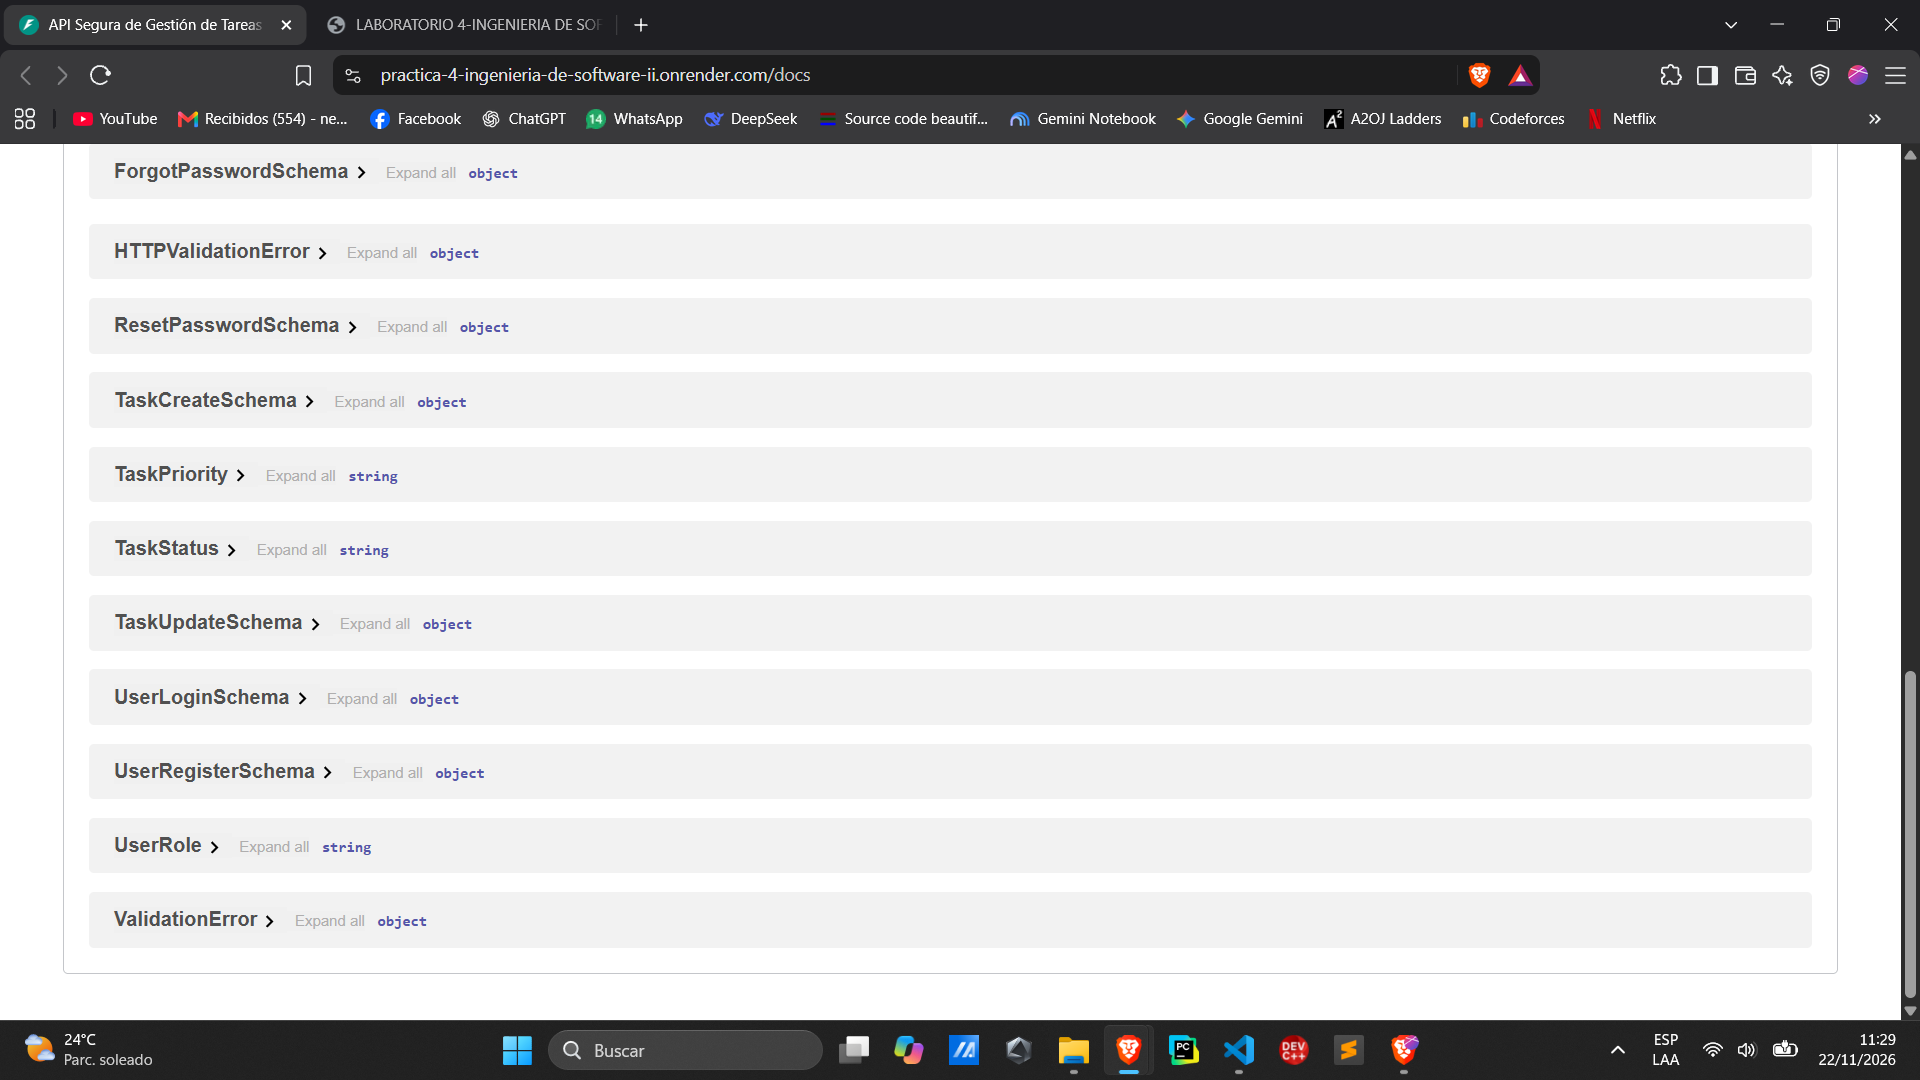 API Segura de Gestión de Tareas
LABORATORIO 4-INGENIERIA DE SOF
practica-4-ingenieria-de-software-ii.onrender.com/docs
YouTube
Recibidos (554) - ne...
Facebook
ChatGPT
14
WhatsApp
DeepSeek
Source code beautif...
Gemini Notebook
Google Gemini
A2
A2OJ Ladders
Codeforces
Netflix
ForgotPasswordSchema Expand all object
HTTPValidationError Expand all object
ResetPasswordSchema Expand all object
TaskCreateSchema Expand all object
TaskPriority Expand all string
TaskStatus Expand all string
TaskUpdateSchema Expand all object
UserLoginSchema Expand all object
UserRegisterSchema Expand all object
UserRole Expand all string
ValidationError Expand all object
24°C
Parc. soleado
Buscar
PC
DEV
C++
ESP
LAA
11:29
22/11/2026